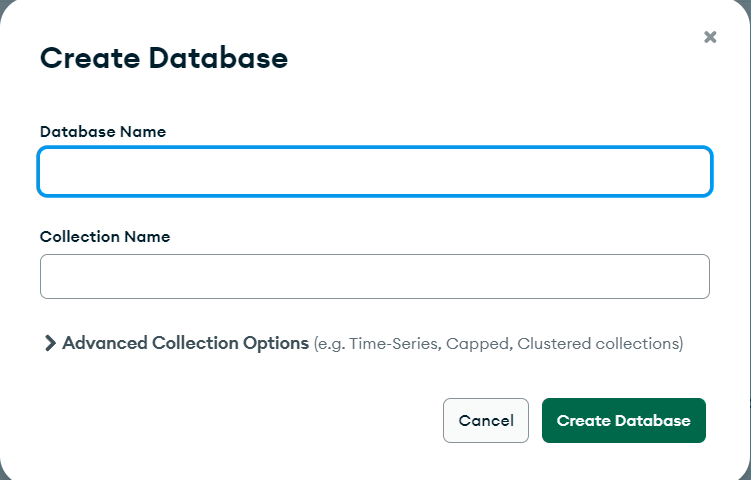 Create Database
Database Name
Collection Name
Advanced Collection Options (e.g. Time-Series, Capped, Clustered collections)
Cancel Create Database